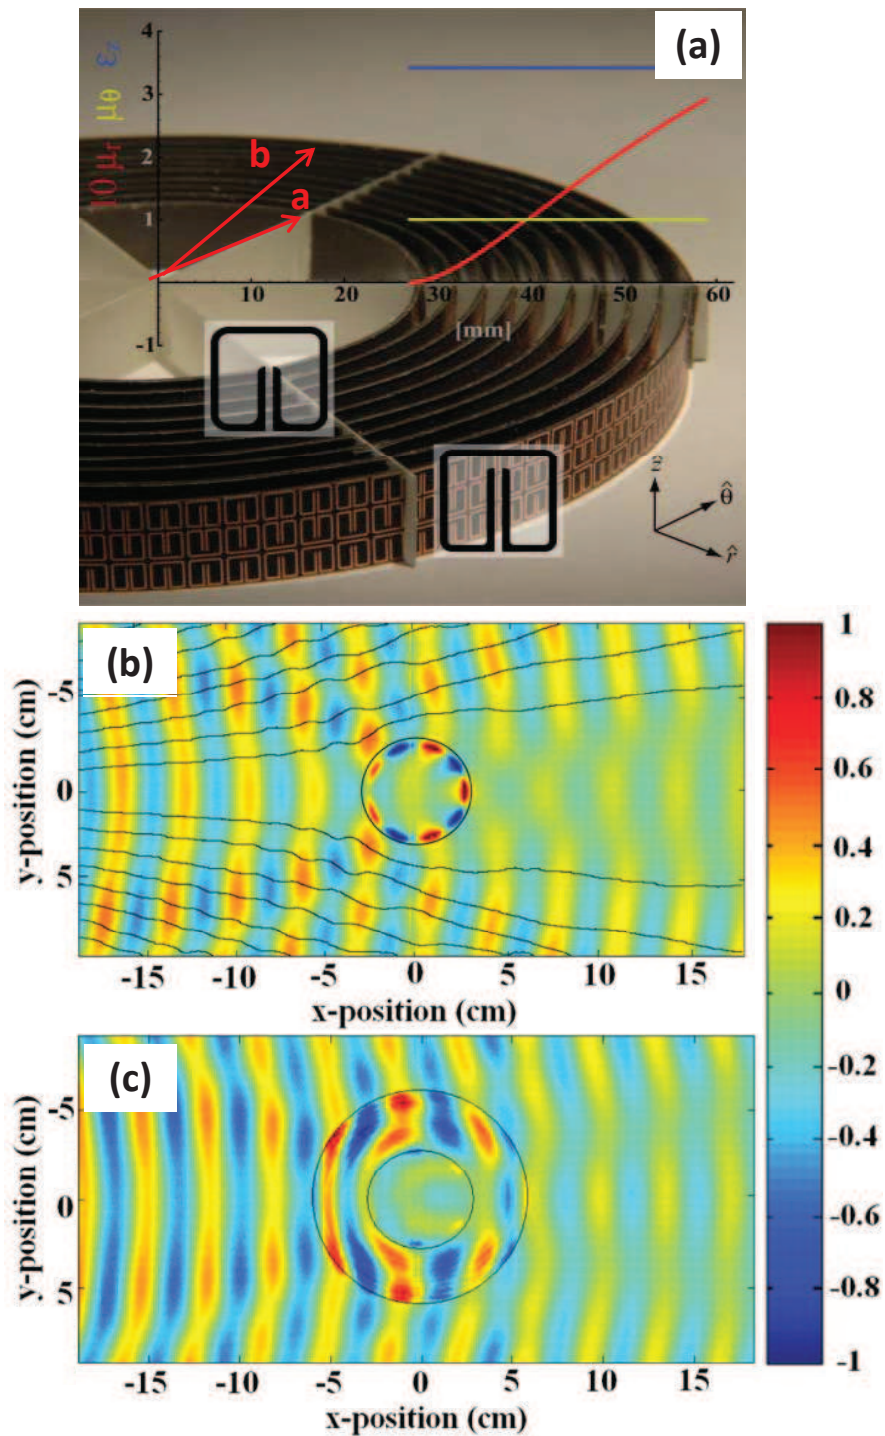 (a)
4
3
2
1
-1
10 μr μθ εz
b
a
10 20 30 40 50 60
[mm]
z
θ̂
r̂
(b)
y-position (cm)
-5
0
5
-15 -10 -5 0 5 10 15
x-position (cm)
(c)
y-position (cm)
-5
0
5
-15 -10 -5 0 5 10 15
x-position (cm)
1
0.8
0.6
0.4
0.2
0
-0.2
-0.4
-0.6
-0.8
-1